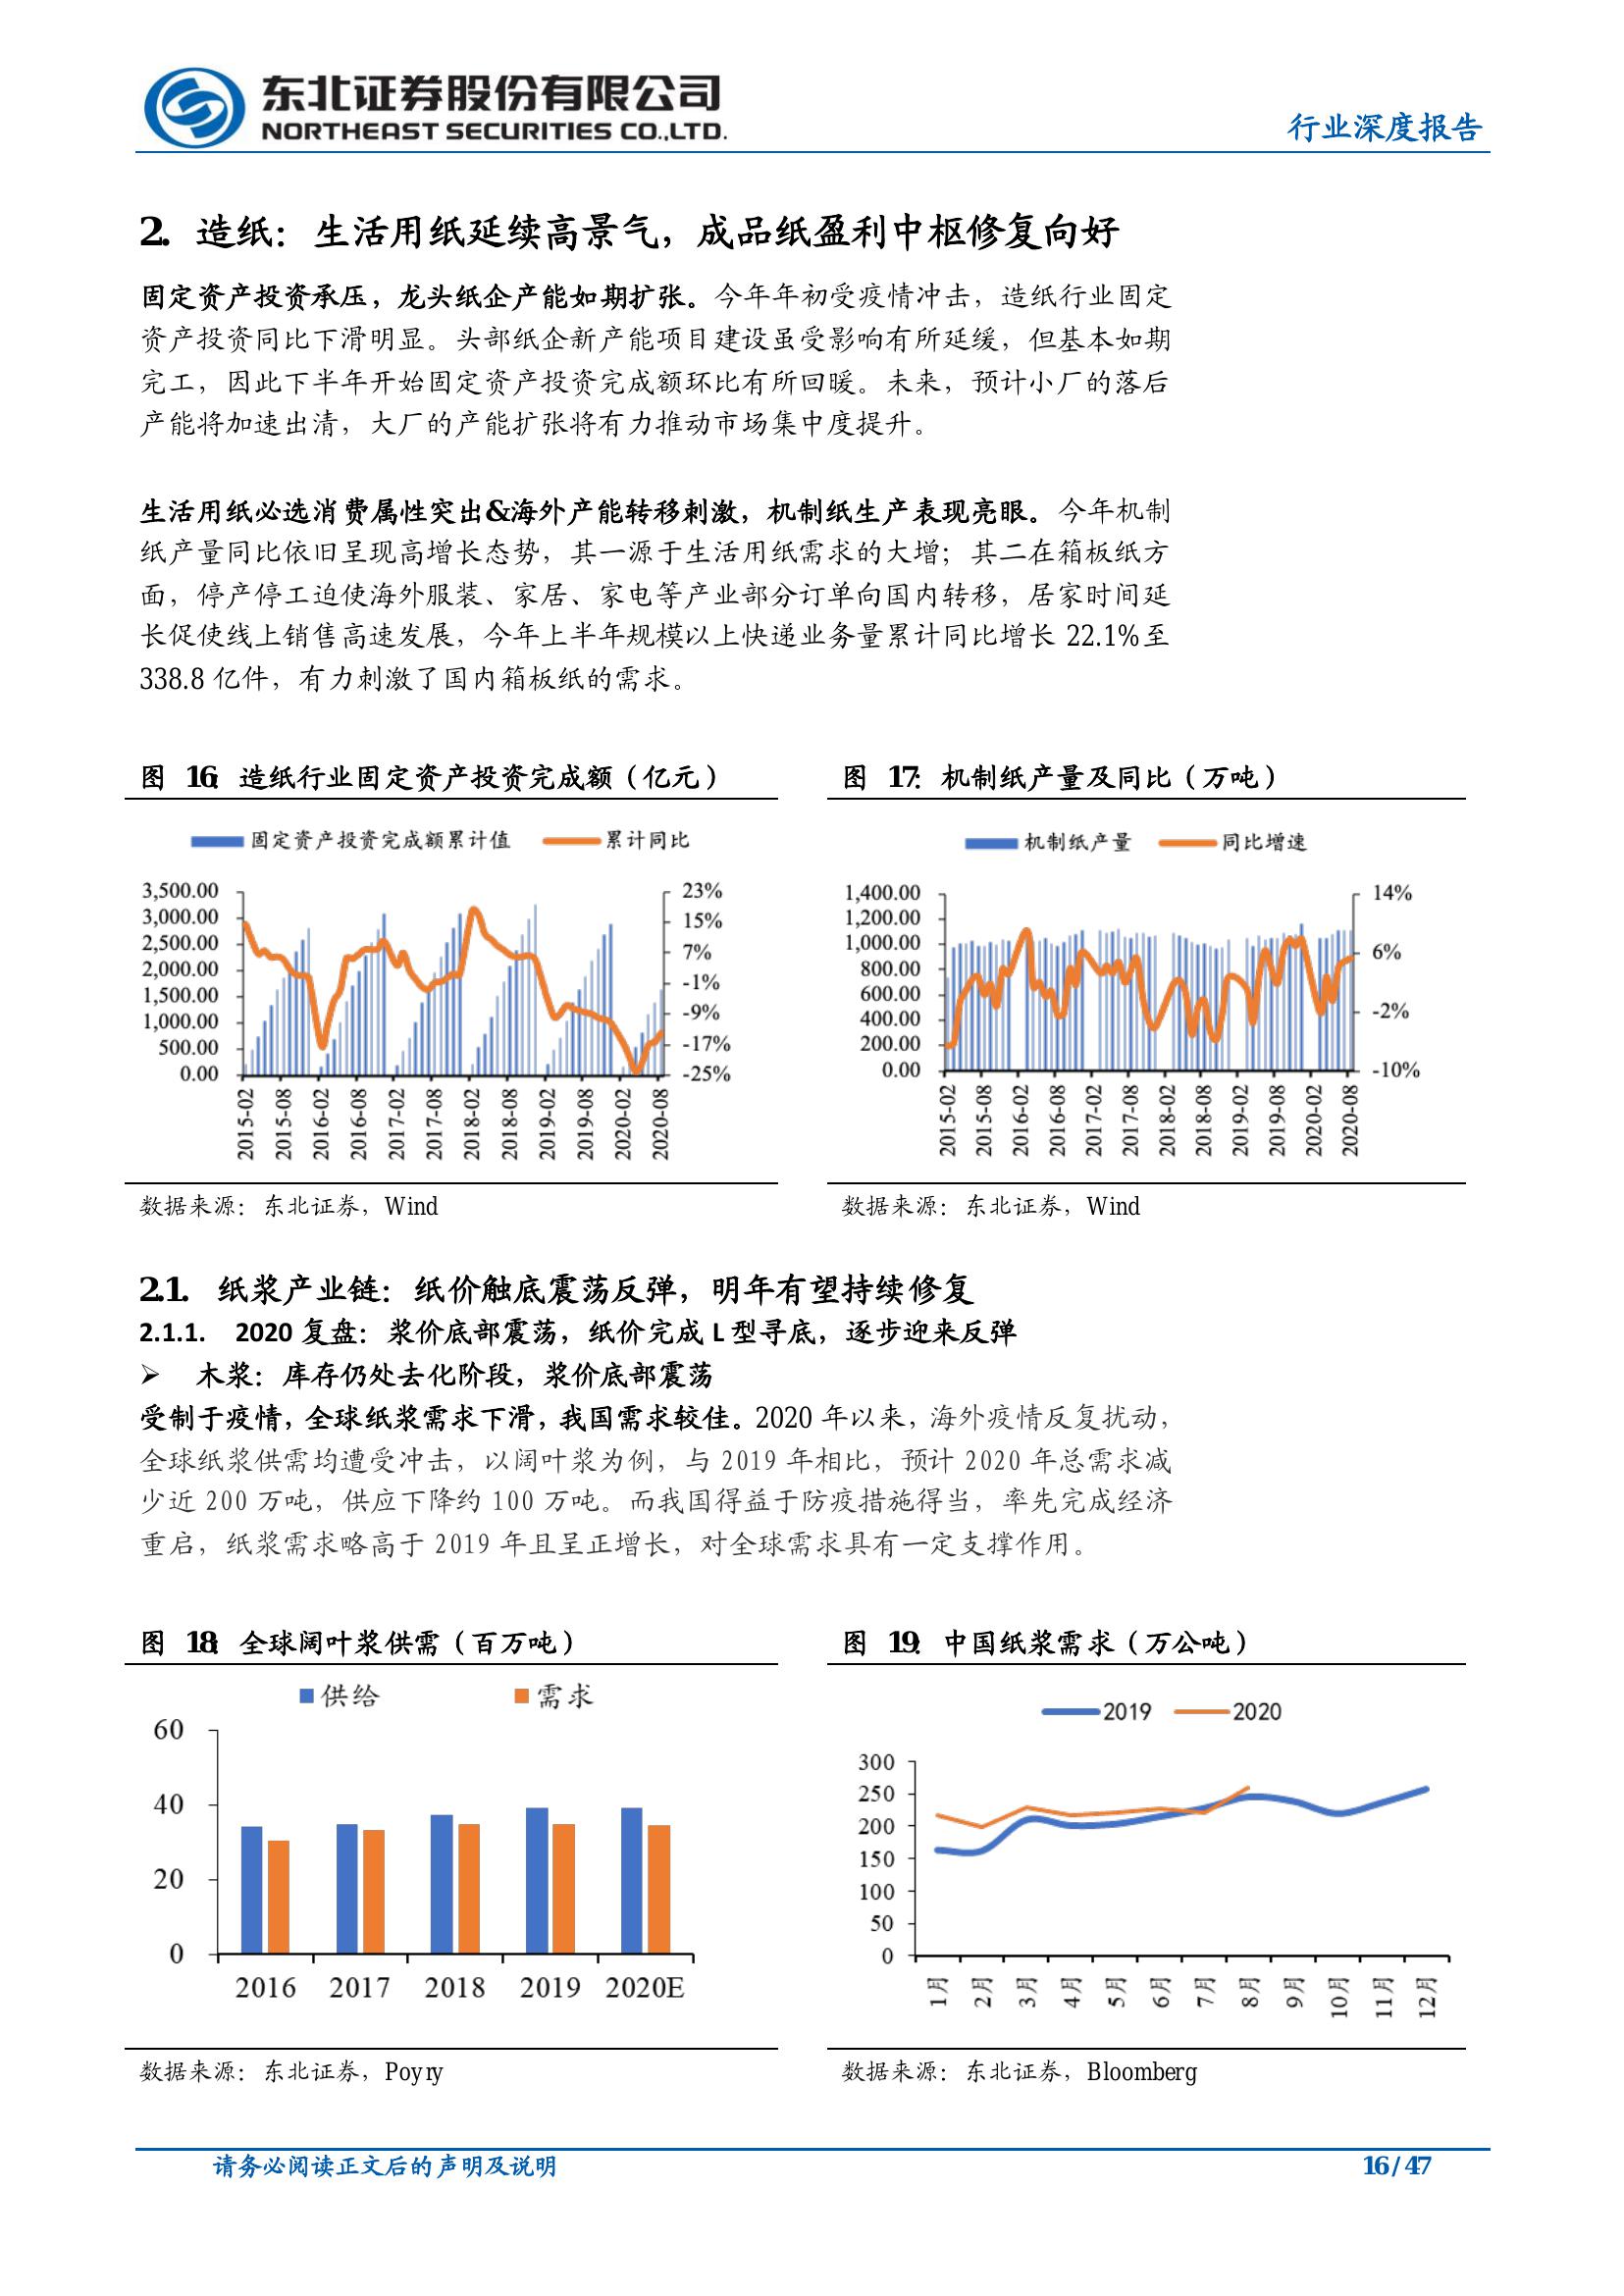 东北证券股份有限公司
NORTHEAST SECURITIES CO.,LTD.
行业深度报告
2. 造纸：生活用纸延续高景气，成品纸盈利中枢修复向好
固定资产投资承压，龙头纸企产能如期扩张。今年年初受疫情冲击，造纸行业固定
资产投资同比下滑明显。头部纸企新产能项目建设虽受影响有所延缓，但基本如期
完工，因此下半年开始固定资产投资完成额环比有所回暖。未来，预计小厂的落后
产能将加速出清，大厂的产能扩张将有力推动市场集中度提升。
生活用纸必选消费属性突出&海外产能转移刺激，机制纸生产表现亮眼。今年机制
纸产量同比依旧呈现高增长态势，其一源于生活用纸需求的大增；其二在箱板纸方
面，停产停工迫使海外服装、家居、家电等产业部分订单向国内转移，居家时间延
长促使线上销售高速发展，今年上半年规模以上快递业务量累计同比增长 22.1%至
338.8 亿件，有力刺激了国内箱板纸的需求。
图 16：造纸行业固定资产投资完成额（亿元）
固定资产投资完成额累计值 累计同比
3,500.00
3,000.00
2,500.00
2,000.00
1,500.00
1,000.00
500.00
0.00
23%
15%
7%
-1%
-9%
-17%
-25%
2015-02 2015-08 2016-02 2016-08 2017-02 2017-08 2018-02 2018-08 2019-02 2019-08 2020-02 2020-08
数据来源：东北证券，Wind
图 17：机制纸产量及同比（万吨）
机制纸产量 同比增速
1,400.00
1,200.00
1,000.00
800.00
600.00
400.00
200.00
0.00
14%
6%
-2%
-10%
2015-02 2015-08 2016-02 2016-08 2017-02 2017-08 2018-02 2018-08 2019-02 2019-08 2020-02 2020-08
数据来源：东北证券，Wind
2.1. 纸浆产业链：纸价触底震荡反弹，明年有望持续修复
2.1.1. 2020 复盘：浆价底部震荡，纸价完成 L 型寻底，逐步迎来反弹
➢ 木浆：库存仍处去化阶段，浆价底部震荡
受制于疫情，全球纸浆需求下滑，我国需求较佳。2020 年以来，海外疫情反复扰动，
全球纸浆供需均遭受冲击，以阔叶浆为例，与 2019 年相比，预计 2020 年总需求减
少近 200 万吨，供应下降约 100 万吨。而我国得益于防疫措施得当，率先完成经济
重启，纸浆需求略高于 2019 年且呈正增长，对全球需求具有一定支撑作用。
图 18：全球阔叶浆供需（百万吨）
供给 需求
60
40
20
0
2016 2017 2018 2019 2020E
数据来源：东北证券，Poyry
图 19：中国纸浆需求（万公吨）
2019 2020
300
250
200
150
100
50
0
1月 2月 3月 4月 5月 6月 7月 8月 9月 10月 11月 12月
数据来源：东北证券，Bloomberg
请务必阅读正文后的声明及说明
16 / 47